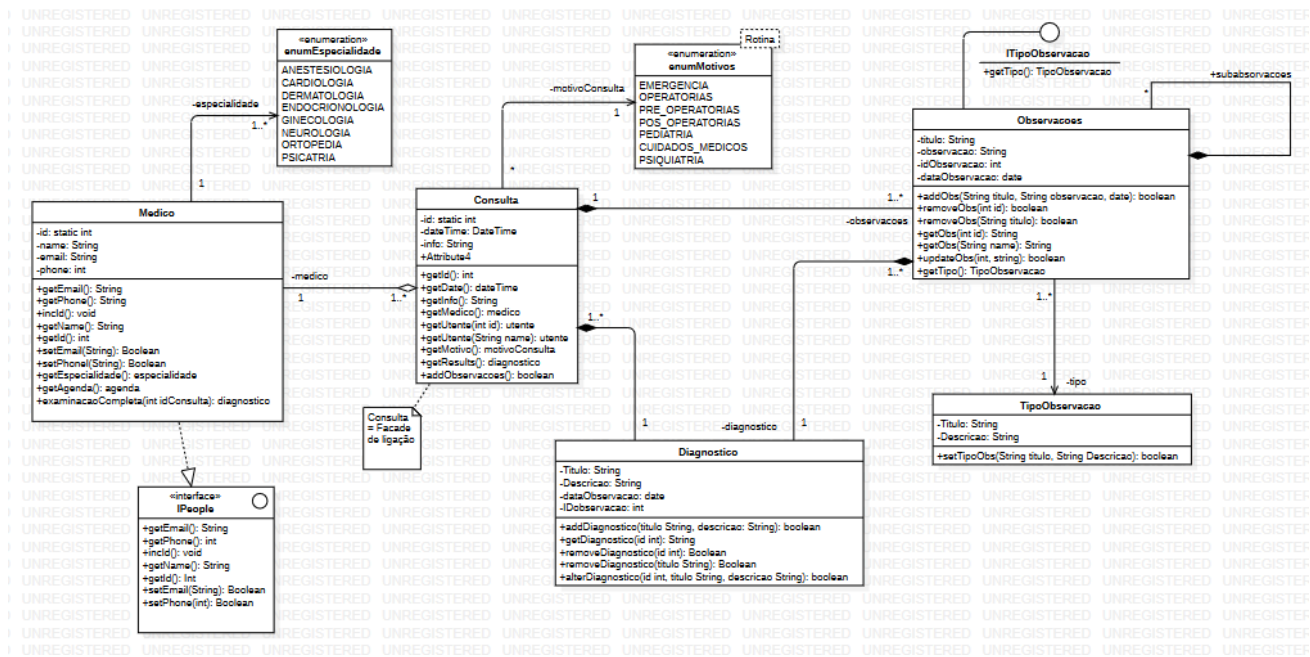 «enumeration»
enumEspecialidade
ANESTESIOLOGIA
CARDIOLOGIA
DERMATOLOGIA
ENDOCRIONOLOGIA
GINECOLOGIA
NEUROLOGIA
ORTOPEDIA
PSICATRIA
-especialidade
1..*
1
Rotina
«enumeration»
enumMotivos
EMERGENCIA
OPERATORIAS
PRE_OPERATORIAS
POS_OPERATORIAS
PEDIATRIA
CUIDADOS_MEDICOS
PSIQUIATRIA
-motivoConsulta
1
*
ITipoObservacao
+getTipo(): TipoObservacao
+subabsorvacoes
*
Observacoes
-titulo: String
-observacao: String
-idObservacao: int
-dataObservacao: date
+addObs(String titulo, String observacao, date): boolean
+removeObs(int id): boolean
+removeObs(String titulo): boolean
+getObs(int id): String
+getObs(String name): String
+updateObs(int, string): boolean
+getTipo(): TipoObservacao
Medico
-id: static int
-name: String
-email: String
-phone: int
+getEmail(): String
+getPhone(): String
+incId(): void
+getName(): String
+getId(): int
+setEmail(String): Boolean
+setPhonel(String): Boolean
+getEspecialidade(): especialidade
+getAgenda(): agenda
+examinacaoCompleta(int idConsulta): diagnostico
-medico
1
1..*
Consulta
-id: static int
-dateTime: DateTime
-info: String
+Attribute4
+getId(): int
+getDate(): dateTime
+getInfo(): String
+getMedico(): medico
+getUtente(int id): utente
+getUtente(String name): utente
+getMotivo(): motivoConsulta
+getResults(): diagnostico
+addObservacoes(): boolean
1
1..*
-observacoes
1..*
1..*
1..*
Consulta
= Facade
de ligação
1
-diagnostico
1
1
-tipo
TipoObservacao
-Titulo: String
-Descricao: String
+setTipoObs(String titulo, String Descricao): boolean
Diagnostico
-Titulo: String
-Descricao: String
-dataObservacao: date
-IDobservacao: int
+addDiagnostico(titulo String, descricao: String): boolean
+getDiagnostico(id int): String
+removeDiagnostico(id int): Boolean
+removeDiagnostico(titulo String): Boolean
+alterDiagnostico(id int, titulo String, descricao String): boolean
«interface»
IPeople
+getEmail(): String
+getPhone(): int
+incId(): void
+getName(): String
+getId(): Int
+setEmail(String): Boolean
+setPhone(int): Boolean
UNREGISTERED